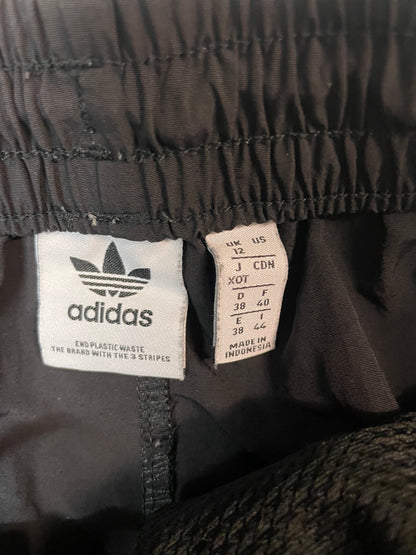 adidas
END PLASTIC WASTE
THE BRAND WITH THE 3 STRIPES
UK US
12
J CDN
XOT
D F
38 40
E I
38 44
MADE IN
INDONESIA